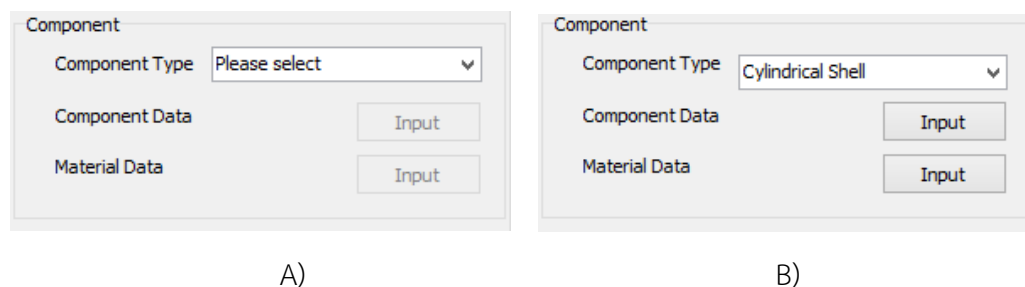 Component
Component Type Please select
Component Data Input
Material Data Input
A)
Component
Component Type Cylindrical Shell
Component Data Input
Material Data Input
B)